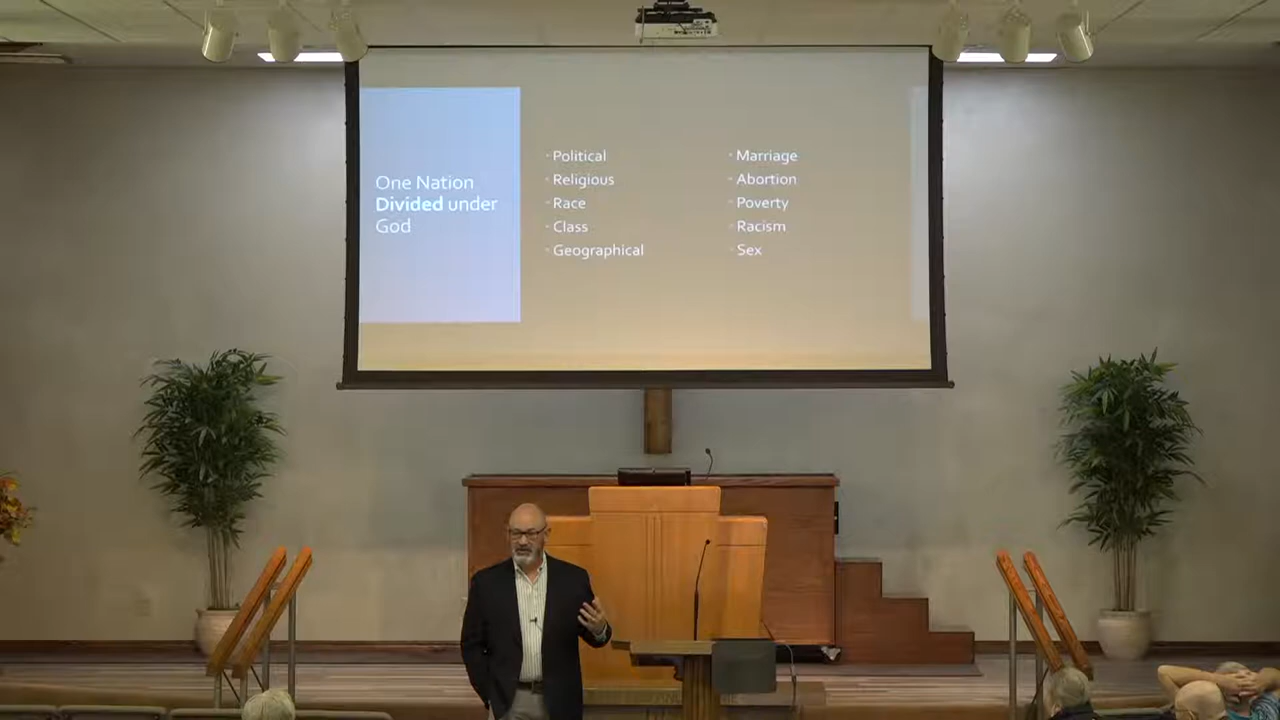 One Nation
Divided under
God
· Political
· Religious
· Race
· Class
· Geographical
· Marriage
· Abortion
· Poverty
· Racism
· Sex